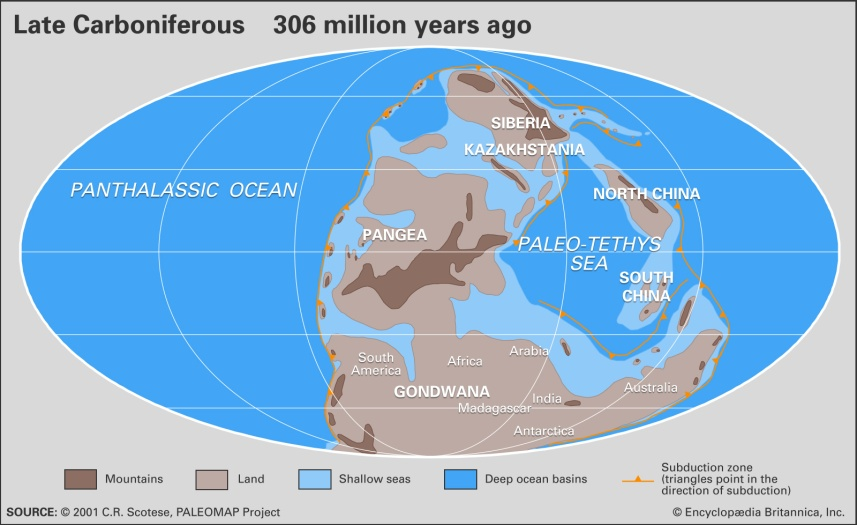 Late Carboniferous 306 million years ago
SIBERIA
KAZAKHSTANIA
PANTHALASSIC OCEAN
NORTH CHINA
PANGEA
PALEO-TETHYS
SEA
SOUTH
CHINA
South
America
Africa
Arabia
GONDWANA
India
Madagascar
Australia
Antarctica
Mountains
Land
Shallow seas
Deep ocean basins
Subduction zone
(triangles point in the
direction of subduction)
SOURCE: © 2001 C.R. Scotese, PALEOMAP Project
© Encyclopædia Britannica, Inc.